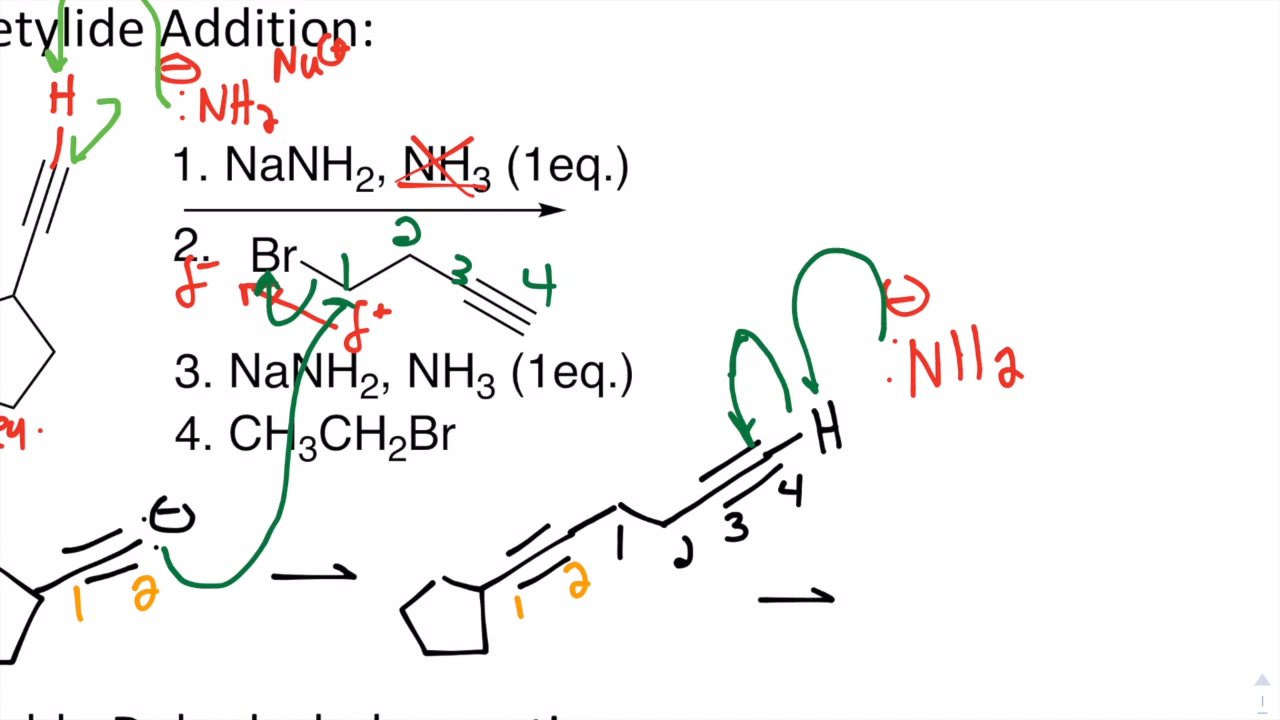 etylide Addition:
H
⊖ Na⊕
:NH2
1. NaNH2, NH3 (1eq.)
2. Br 1 2 3 4
δ- δ+
3. NaNH2, NH3 (1eq.)
4. CH3CH2Br
⊖
:NH2
H
4
3
2
1
2
1
⊖
:
1 2